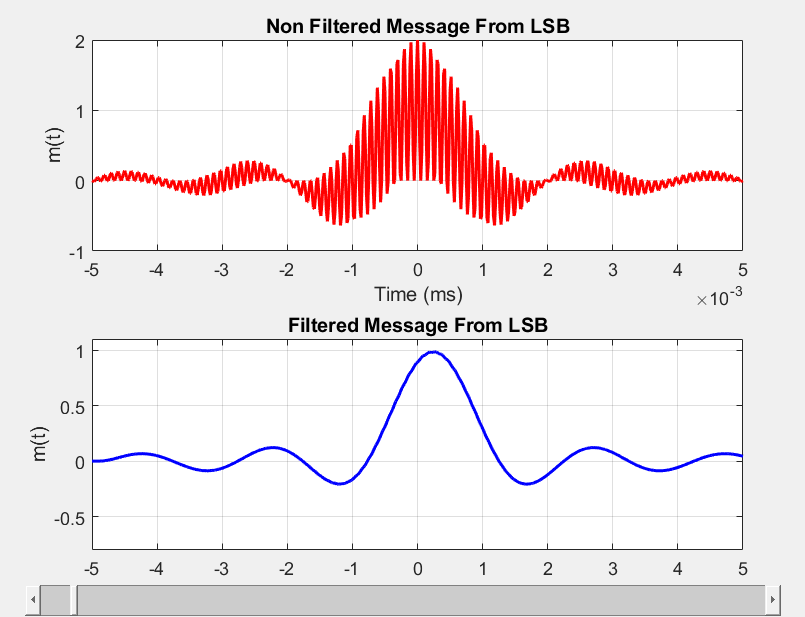 Non Filtered Message From LSB
2
1
0
-1
m(t)
-5 -4 -3 -2 -1 0 1 2 3 4 5
Time (ms)
×10-3
Filtered Message From LSB
1
0.5
0
-0.5
m(t)
-5 -4 -3 -2 -1 0 1 2 3 4 5